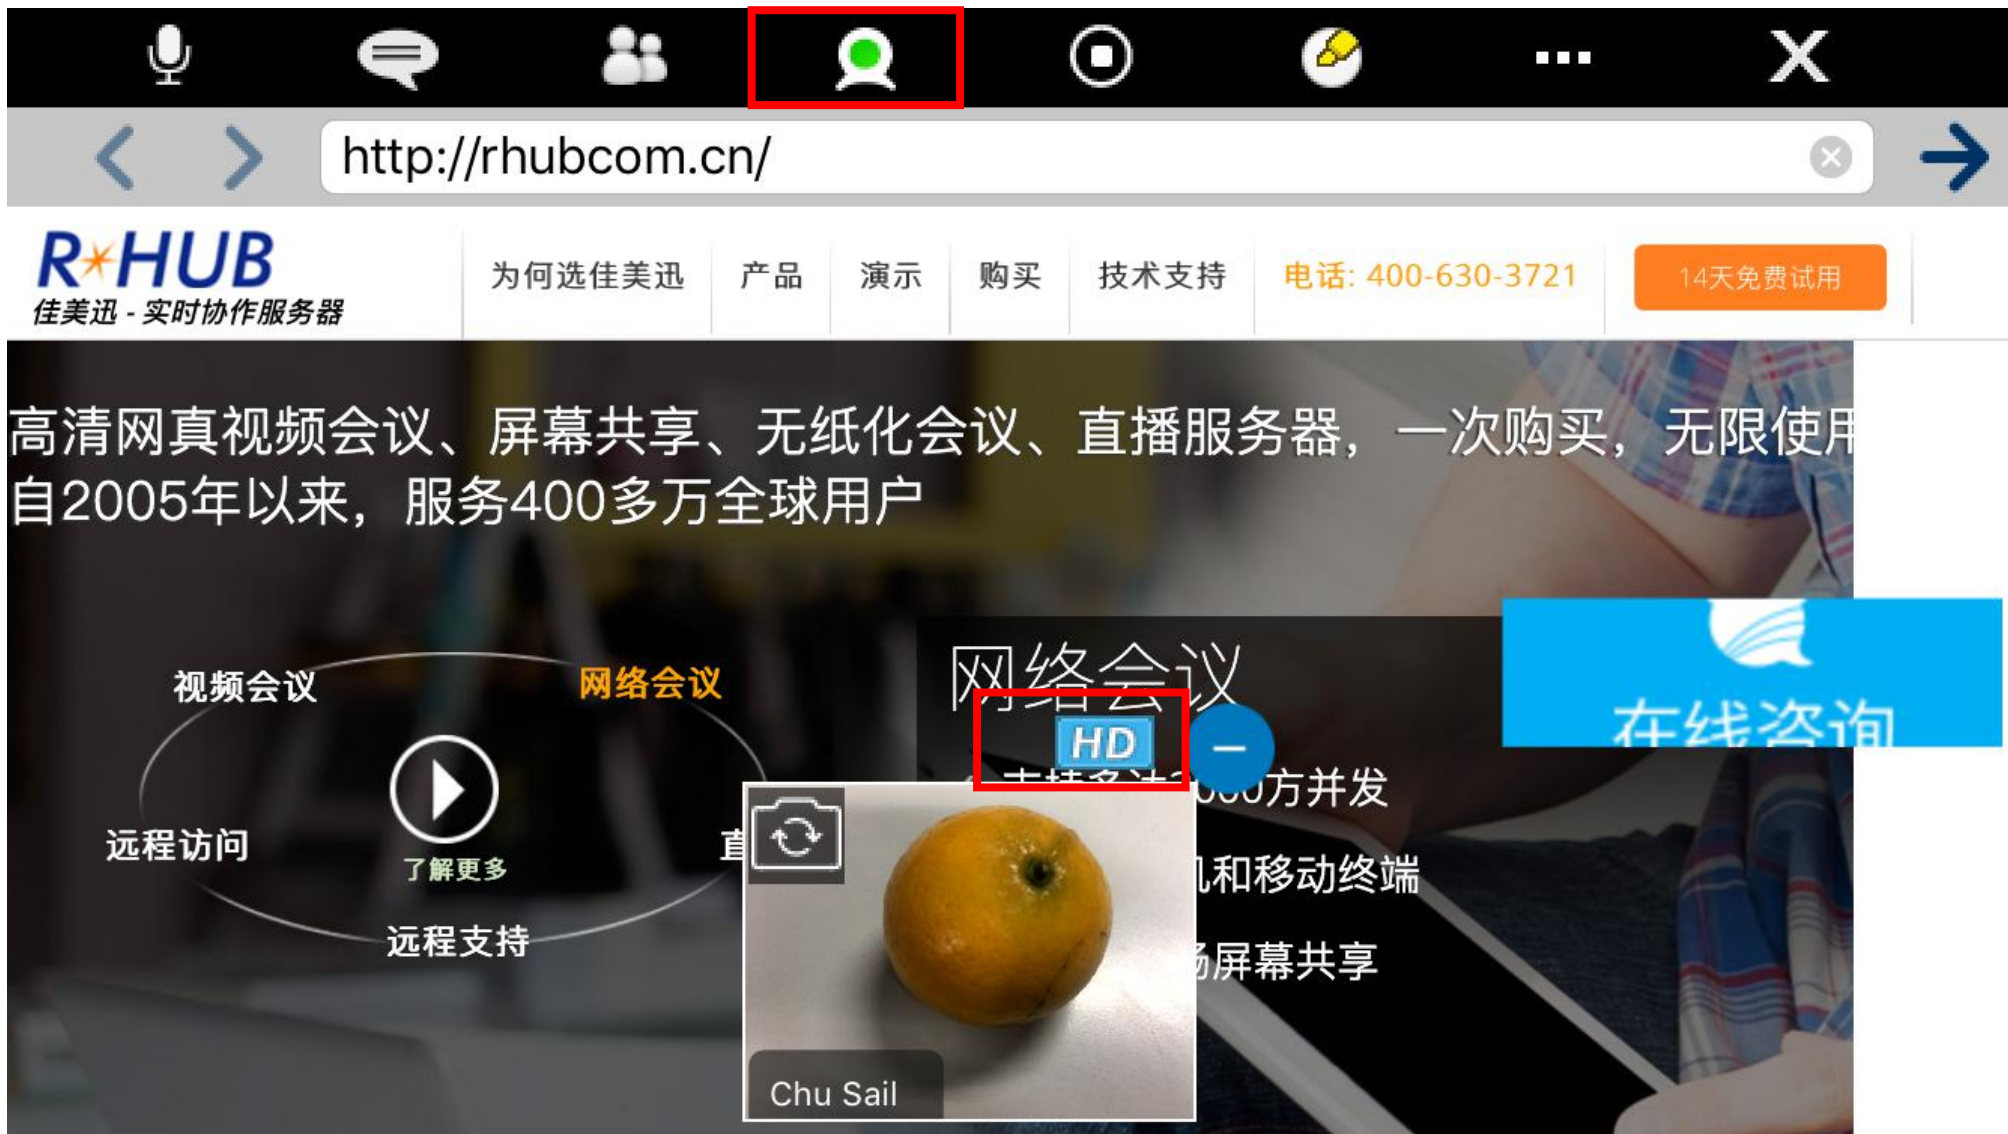 http://rhubcom.cn/
R HUB
佳美迅 - 实时协作服务器
为何选佳美迅
产品
演示
购买
技术支持
电话: 400-630-3721
14天免费试用
高清网真视频会议、屏幕共享、无纸化会议、直播服务器，一次购买，无限使用
自2005年以来，服务400多万全球用户
视频会议
网络会议
远程访问
了解更多
直
远程支持
网络会议
HD
方并发
和移动终端
屏幕共享
在线咨询
Chu Sail